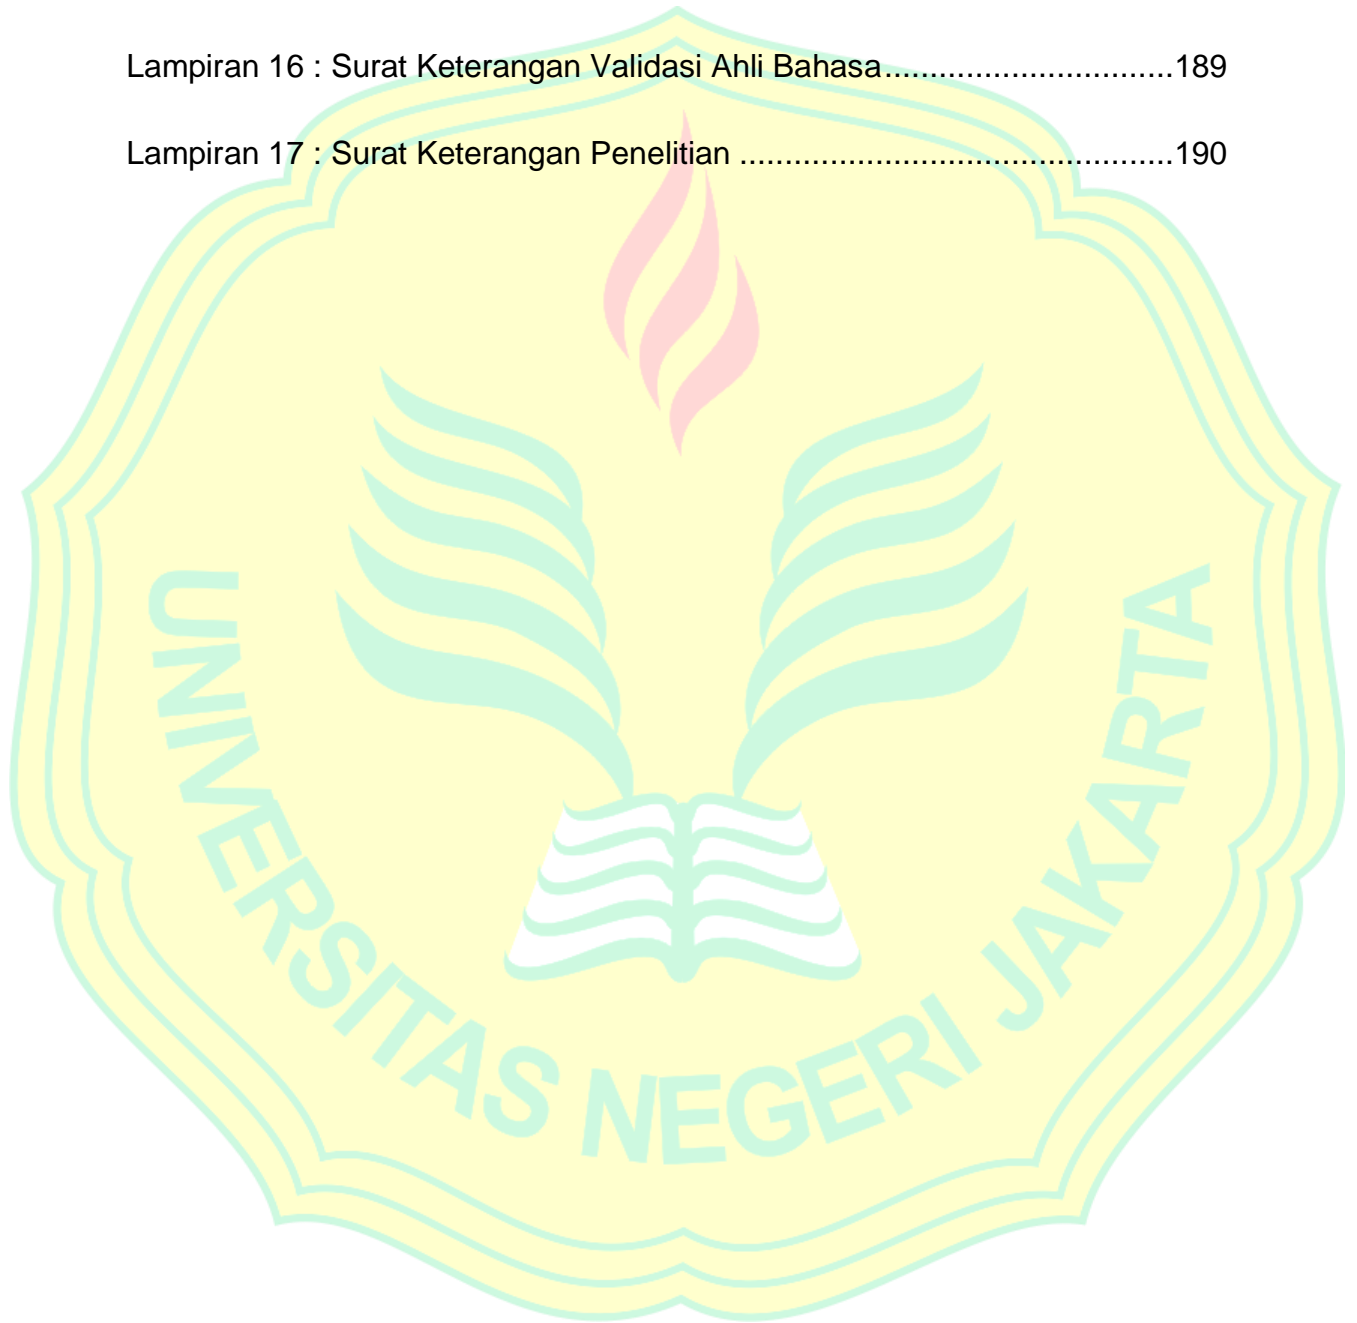 Lampiran 16 : Surat Keterangan Validasi Ahli Bahasa................................189
Lampiran 17 : Surat Keterangan Penelitian ................................................190
UNIVERSITAS NEGERI JAKARTA